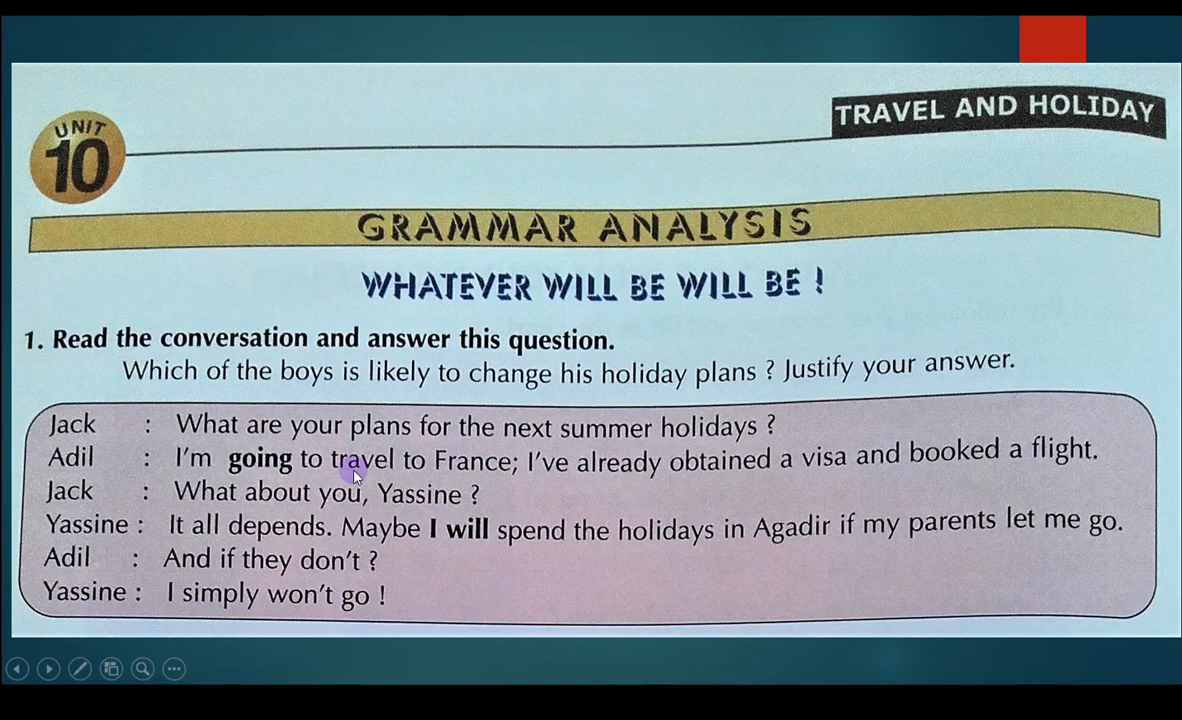 UNIT
10
TRAVEL AND HOLIDAY
GRAMMAR ANALYSIS
WHATEVER WILL BE WILL BE !
1. Read the conversation and answer this question.
Which of the boys is likely to change his holiday plans ? Justify your answer.
Jack : What are your plans for the next summer holidays ?
Adil : I'm going to travel to France; I've already obtained a visa and booked a flight.
Jack : What about you, Yassine ?
Yassine : It all depends. Maybe I will spend the holidays in Agadir if my parents let me go.
Adil : And if they don't ?
Yassine : I simply won't go !